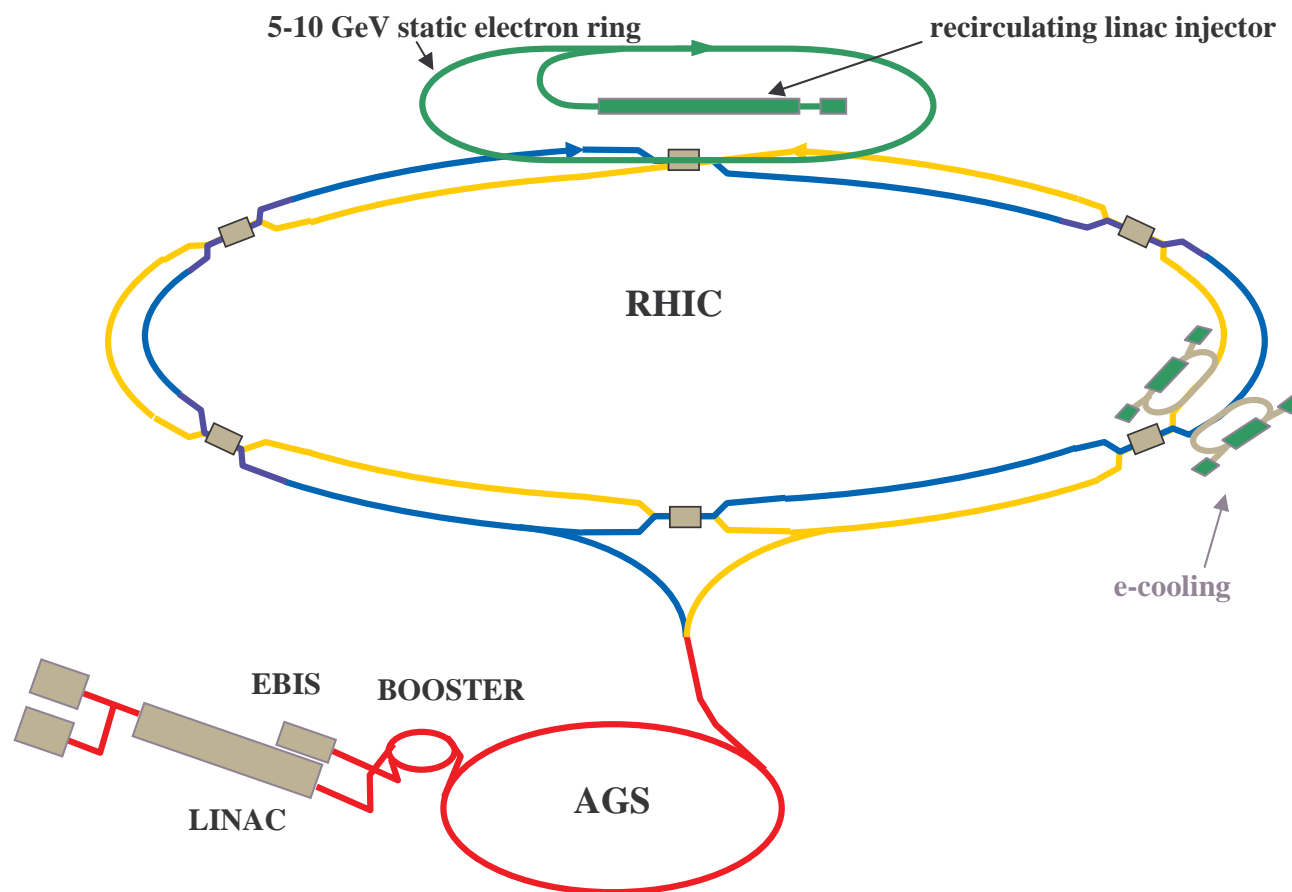 5-10 GeV static electron ring
recirculating linac injector
RHIC
e-cooling
EBIS
BOOSTER
LINAC
AGS